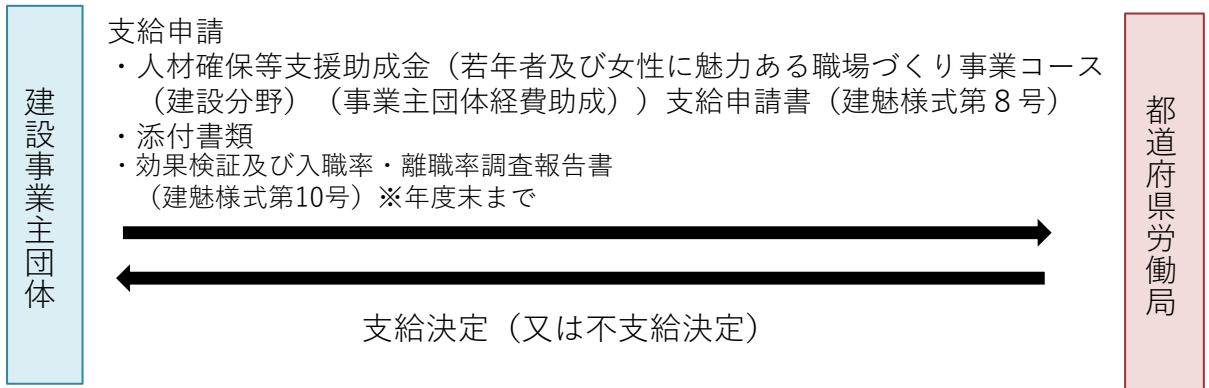 建設事業主団体
支給申請
・人材確保等支援助成金（若年者及び女性に魅力ある職場づくり事業コース
（建設分野）（事業主団体経費助成））支給申請書（建魅様式第８号）
・添付書類
・効果検証及び入職率・離職率調査報告書
（建魅様式第10号）※年度末まで
支給決定（又は不支給決定）
都道府県労働局